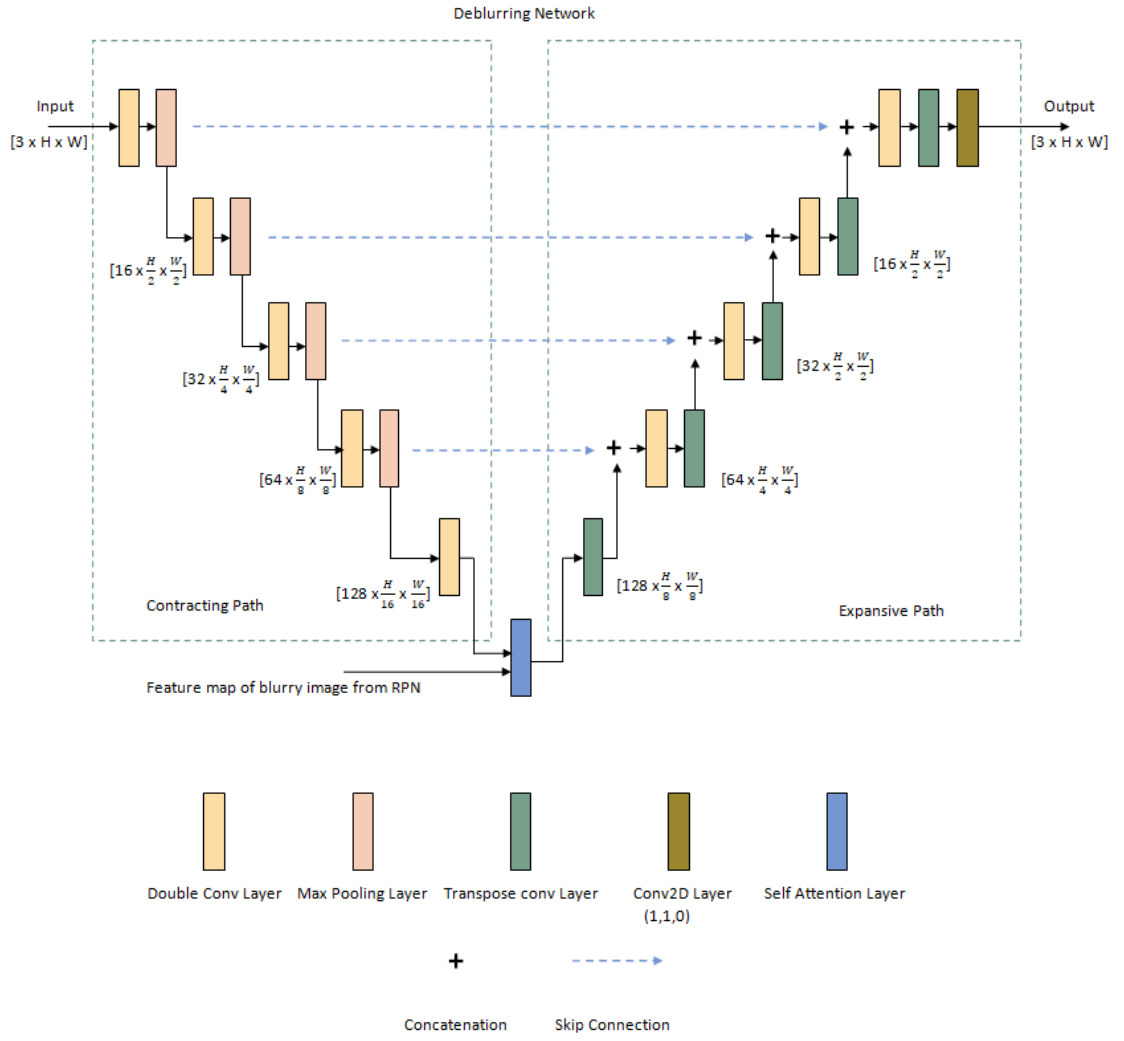 Deblurring Network
Input
[3 x H x W]
Output
[3 x H x W]
[16 x H/2 x W/2]
[16 x H/2 x W/2]
[32 x H/4 x W/4]
[32 x H/2 x W/2]
[64 x H/8 x W/8]
[64 x H/4 x W/4]
[128 x H/16 x W/16]
[128 x H/8 x W/8]
Contracting Path
Expansive Path
Feature map of blurry image from RPN
Double Conv Layer
Max Pooling Layer
Transpose conv Layer
Conv2D Layer
(1,1,0)
Self Attention Layer
+
Concatenation
Skip Connection